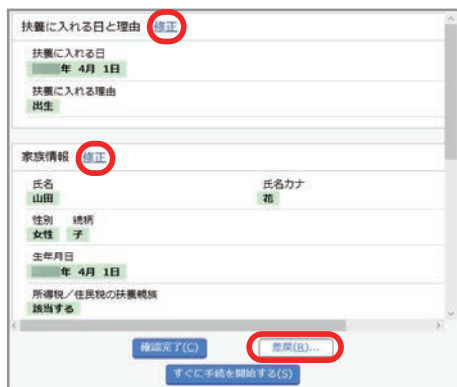 扶養に入れる日と理由 修正
扶養に入れる日
年 4月 1日
扶養に入れる理由
出生
家族情報 修正
氏名 氏名カナ
山田 花
性別 続柄
女性 子
生年月日
年 4月 1日
所得税／住民税の扶養親族
該当する
確認完了(C) 差戻(R)...
すぐに手続を開始する(S)